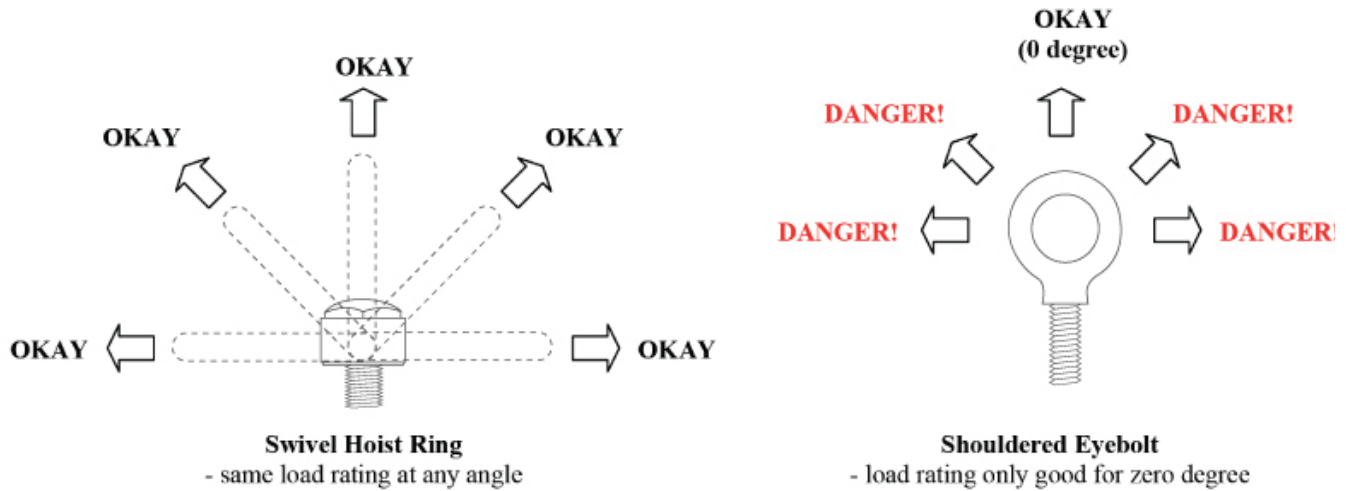 OKAY
OKAY
OKAY
OKAY
OKAY
Swivel Hoist Ring
- same load rating at any angle
OKAY
(0 degree)
DANGER!
DANGER!
DANGER!
DANGER!
Shouldered Eyebolt
- load rating only good for zero degree